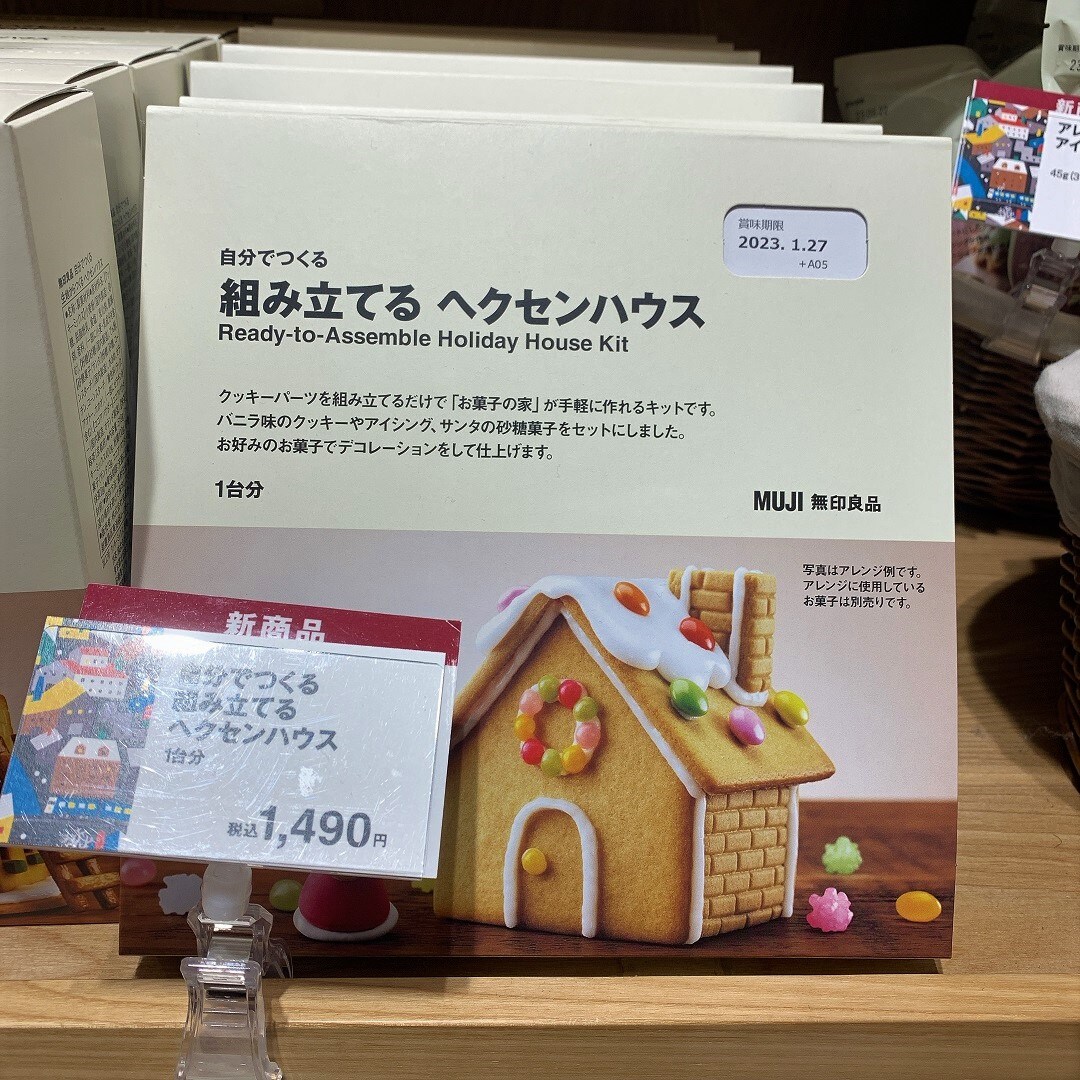 賞味期限
2023. 1.27
+A05
自分でつくる
組み立てる ヘクセンハウス
Ready-to-Assemble Holiday House Kit
クッキーパーツを組み立てるだけで「お菓子の家」が手軽に作れるキットです。
バニラ味のクッキーやアイシング、サンタの砂糖菓子をセットにしました。
お好みのお菓子でデコレーションをして仕上げます。
1台分
MUJI 無印良品
写真はアレンジ例です。
アレンジに使用している
お菓子は別売りです。
新商品
自分でつくる
組み立てる
ヘクセンハウス
1台分
税込1,490円
新
アレ
アイ
45g(3